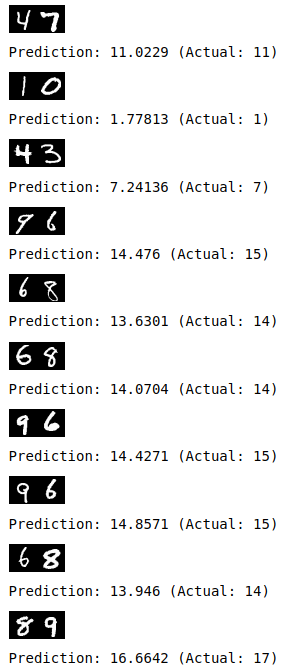 4 7
Prediction: 11.0229 (Actual: 11)
1 0
Prediction: 1.77813 (Actual: 1)
4 3
Prediction: 7.24136 (Actual: 7)
9 6
Prediction: 14.476 (Actual: 15)
6 8
Prediction: 13.6301 (Actual: 14)
6 8
Prediction: 14.0704 (Actual: 14)
9 6
Prediction: 14.4271 (Actual: 15)
9 6
Prediction: 14.8571 (Actual: 15)
6 8
Prediction: 13.946 (Actual: 14)
8 9
Prediction: 16.6642 (Actual: 17)